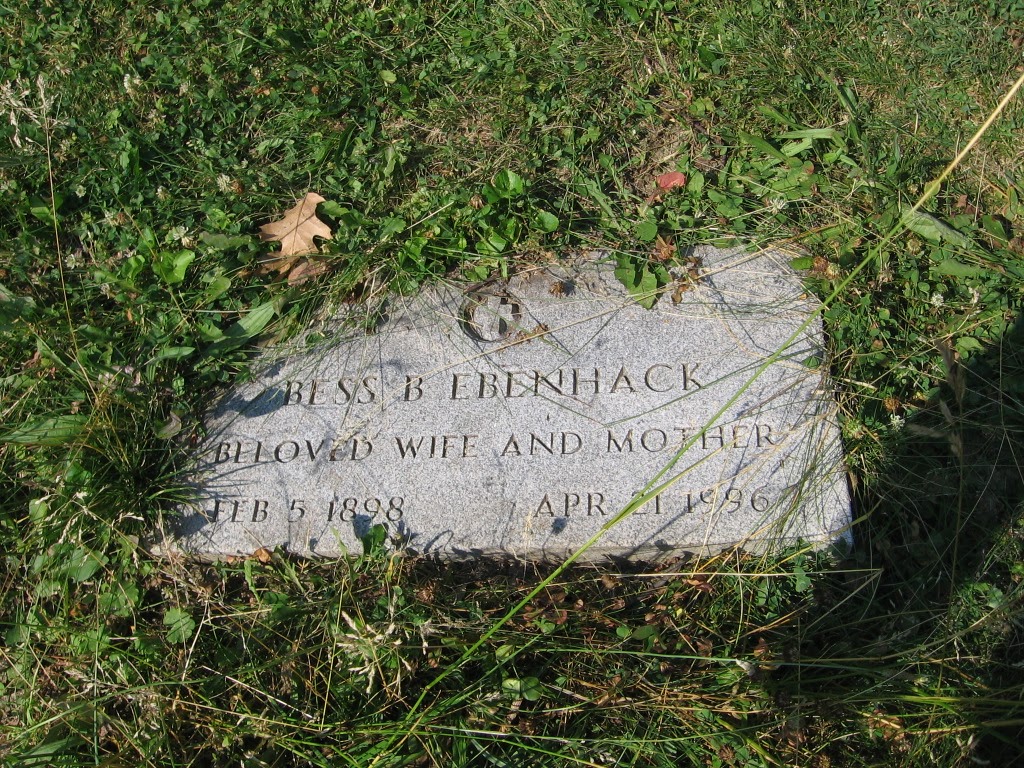 BESS B EBENHACK
BELOVED WIFE AND MOTHER
FEB 5 1898 APR 21 1996